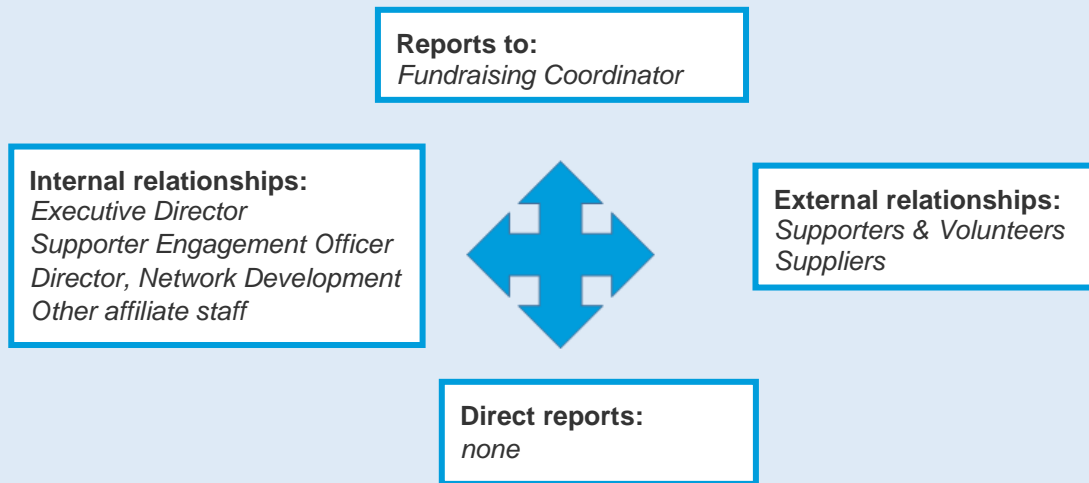 Reports to:
Fundraising Coordinator
Internal relationships:
Executive Director
Supporter Engagement Officer
Director, Network Development
Other affiliate staff
External relationships:
Supporters & Volunteers
Suppliers
Direct reports:
none